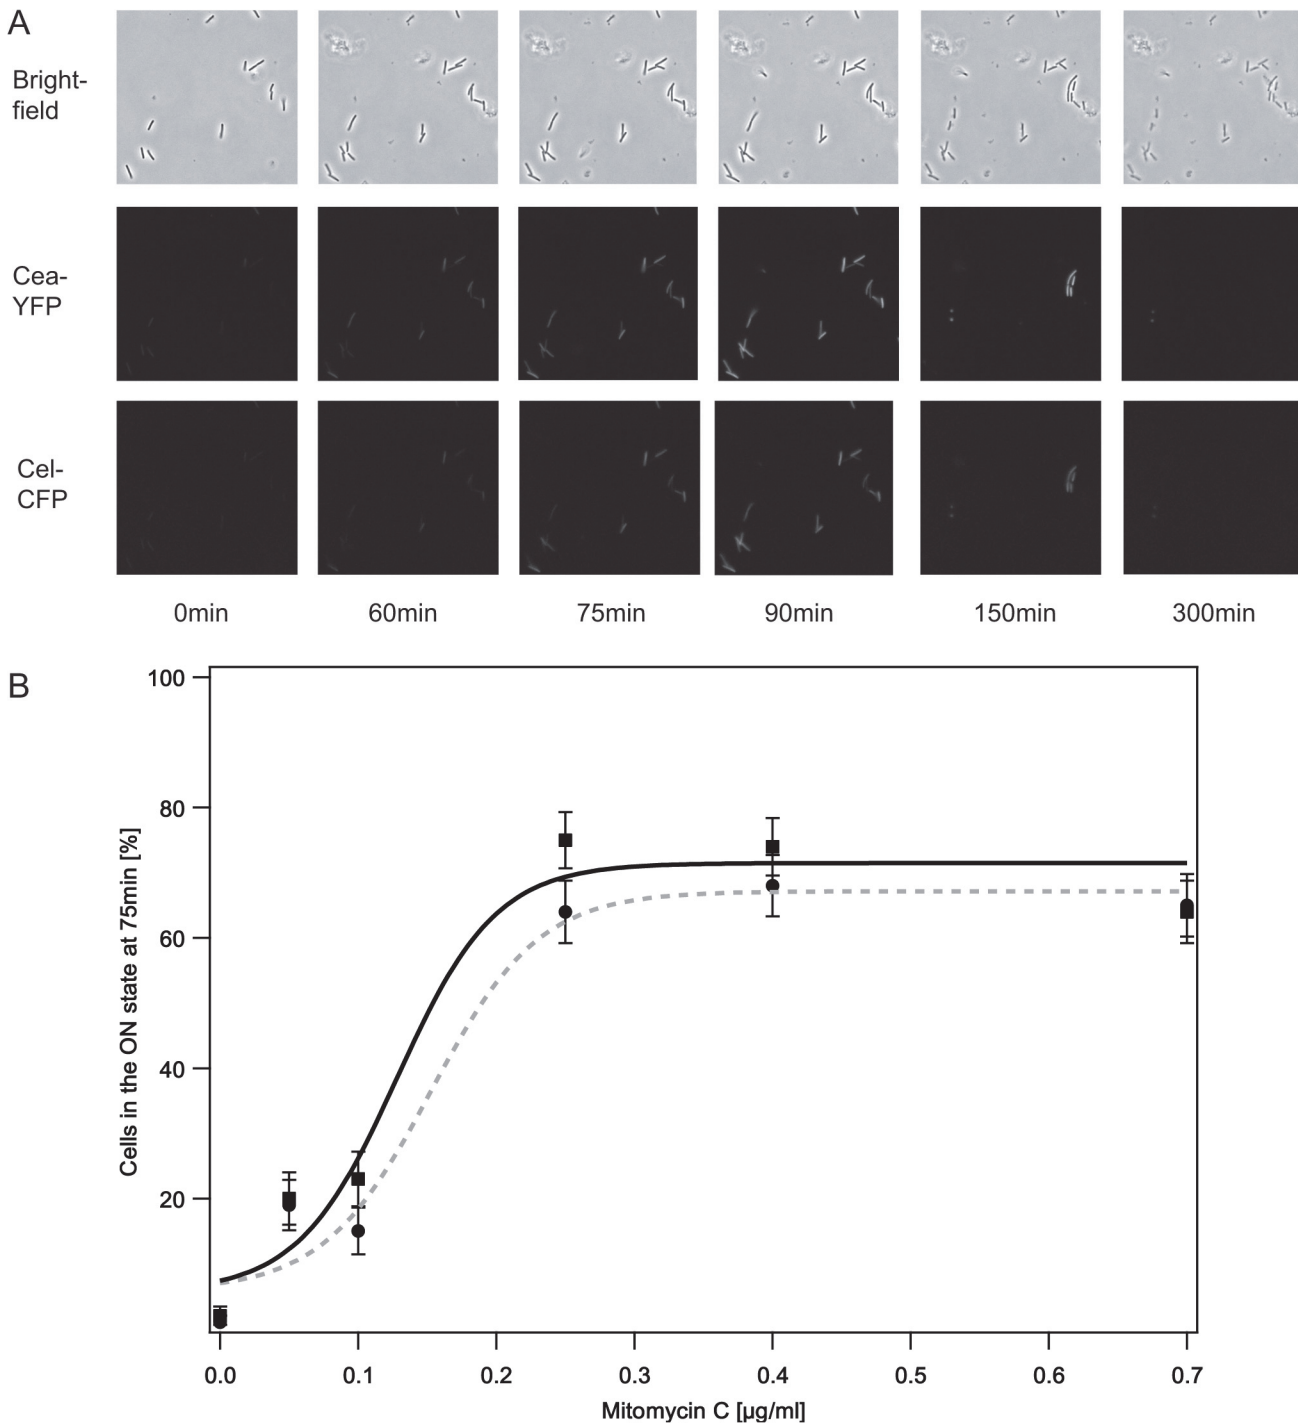 A
Bright-
field
Cea-
YFP
Cel-
CFP
0min 60min 75min 90min 150min 300min
B
100
80
60
40
20
Cells in the ON state at 75min [%]
0.0 0.1 0.2 0.3 0.4 0.5 0.6 0.7
Mitomycin C [µg/ml]